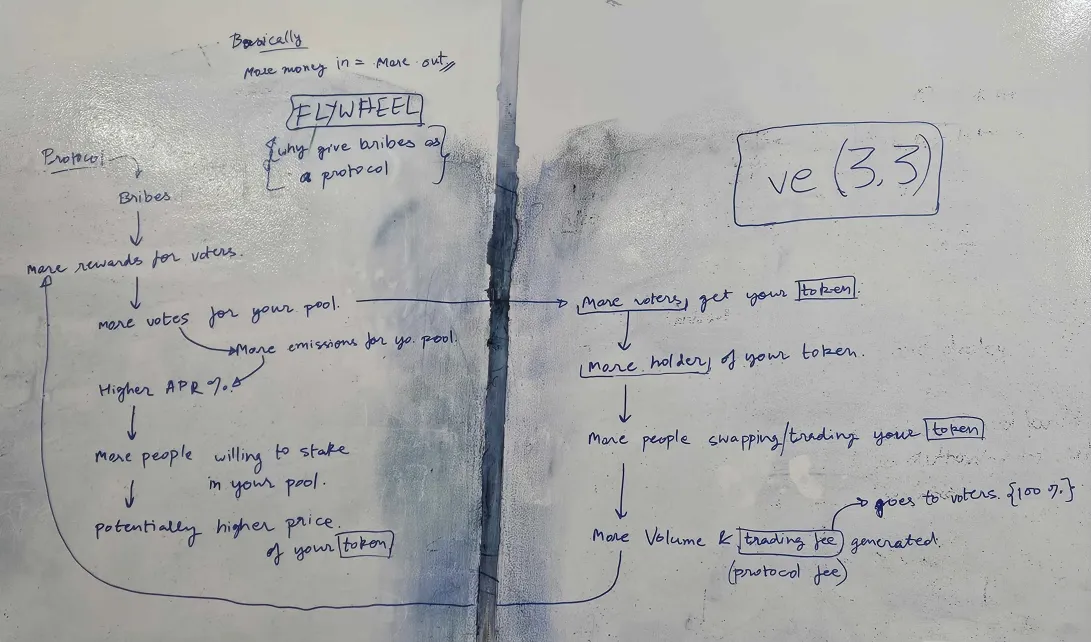 Basically
More money in = More out
FLYWHEEL
{why give bribes as
a protocol}
Protocol
Bribes
More rewards for voters.
More votes for your pool.
More emissions for yo. pool.
Higher APR %.
More people willing to stake
in your pool.
potentially higher price.
of your token
ve (3,3)
More voters, get your token.
More holder, of your token.
More people swapping/trading your token
goes to voters. {100 %.}
More Volume & trading fee generated.
(protocol fee)